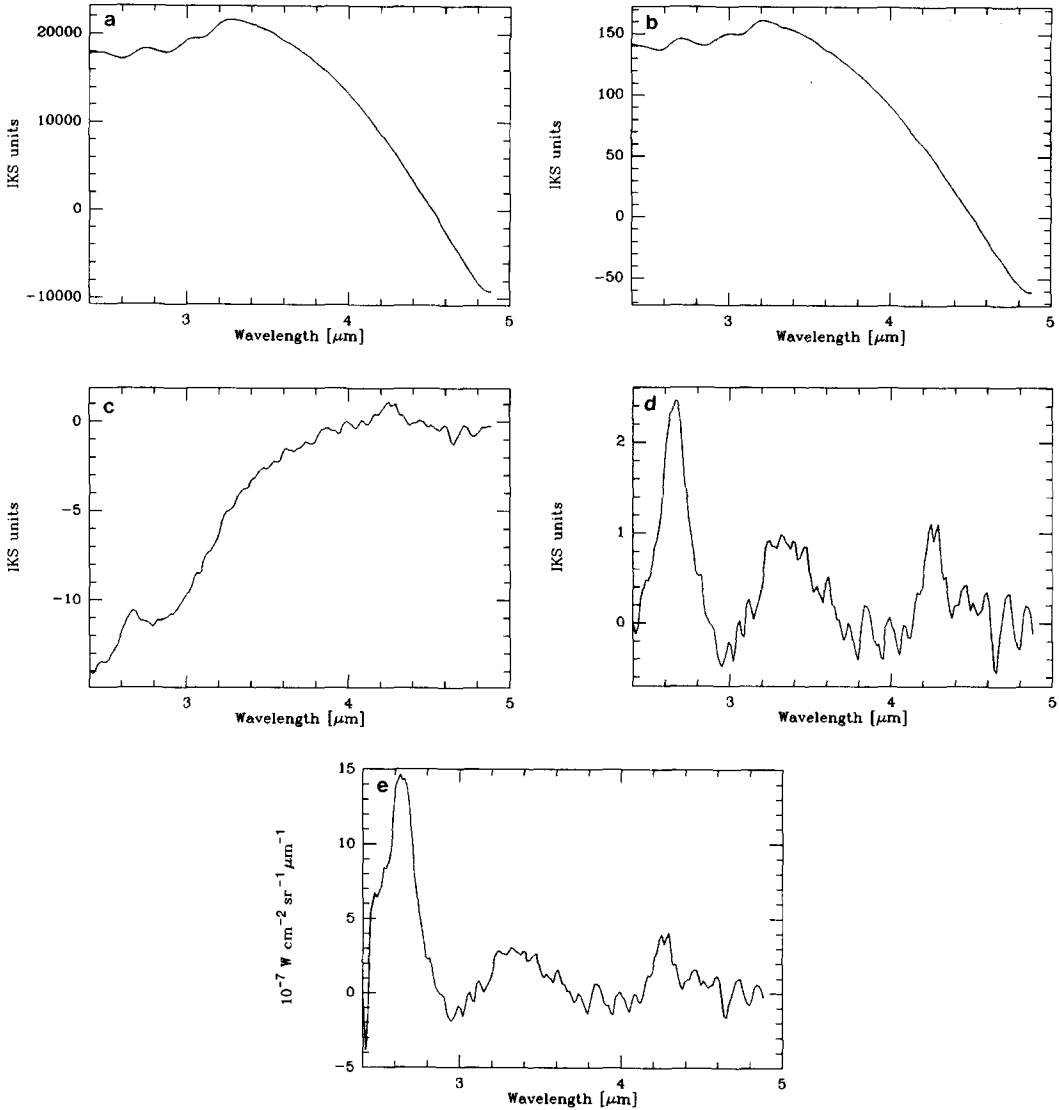 a
20000
10000
0
−10000
IKS units
3
4
5
Wavelength [μm]
b
150
100
50
0
−50
IKS units
3
4
5
Wavelength [μm]
c
0
−5
−10
IKS units
3
4
5
Wavelength [μm]
d
2
1
0
IKS units
3
4
5
Wavelength [μm]
e
15
10
5
0
−5
10⁻⁷ W cm⁻² sr⁻¹ μm⁻¹
3
4
5
Wavelength [μm]